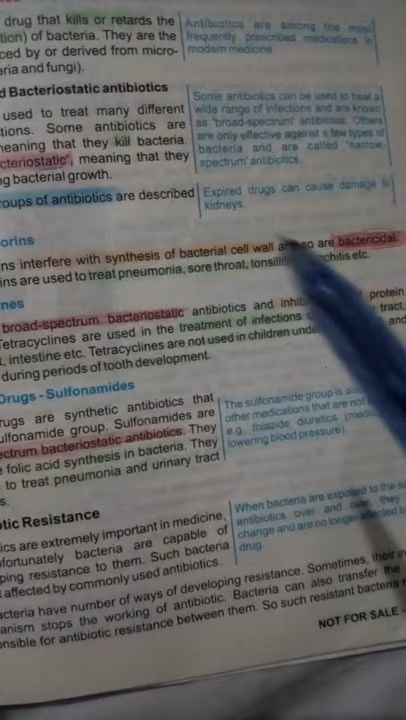 drug that kills or retards the
tion) of bacteria. They are the
ced by or derived from micro-
eria and fungi).
Antibiotics are among the most
frequently prescribed medications in
modern medicine.
d Bacteriostatic antibiotics
used to treat many different
tions. Some antibiotics are
meaning that they kill bacteria.
cteriostatic', meaning that they
ng bacterial growth.
Some antibiotics can be used to treat a
wide range of infections and are known
as 'broad-spectrum' antibiotics. Others
are only effective against a few types of
bacteria and are called 'narrow-
spectrum' antibiotics.
roups of antibiotics are described
Expired drugs can cause damage to
kidneys.
orins
ns interfere with synthesis of bacterial cell wall are bactericidal.
ins are used to treat pneumonia, sore throat, etc.
nes
broad-spectrum bacteriostatic antibiotics and protein
Tetracyclines are used in the treatment of infections tract,
, intestine etc. Tetracyclines are not used in children and
during periods of tooth development.
Drugs - Sulfonamides
rugs are synthetic antibiotics that
ulfonamide group. Sulfonamides are
ectrum bacteriostatic antibiotics. They
e folic acid synthesis in bacteria. They
to treat pneumonia and urinary tract
s.
The sulfonamide group is
other medications that are not
e.g. thiazide diuretics
lowering blood pressure)
otic Resistance
ics are extremely important in medicine,
fortunately bacteria are capable of
ping resistance to them. Such bacteria
affected by commonly used antibiotics.
When bacteria are exposed to the
antibiotics over and over, they
change and are no longer affected b
drug.
acteria have number of ways of developing resistance. Sometimes, their in
anism stops the working of antibiotic. Bacteria can also transfer the
onsible for antibiotic resistance between them. So such resistant bacteria
NOT FOR SALE -